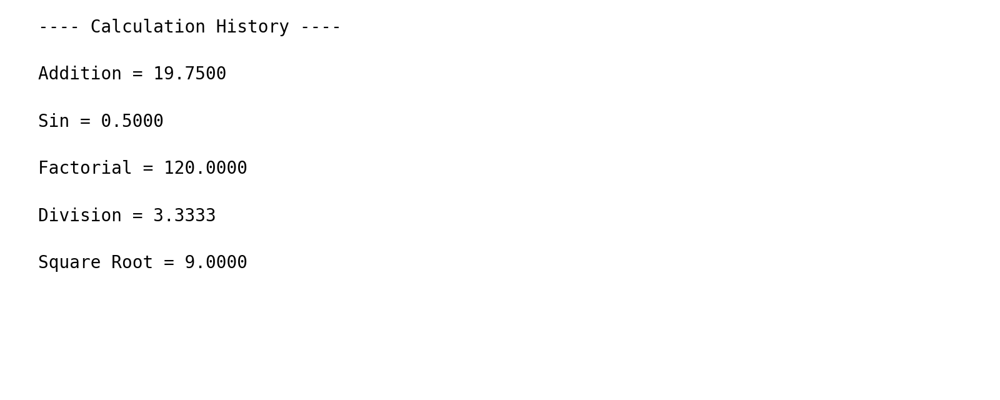 ---- Calculation History ----
Addition = 19.7500
Sin = 0.5000
Factorial = 120.0000
Division = 3.3333
Square Root = 9.0000